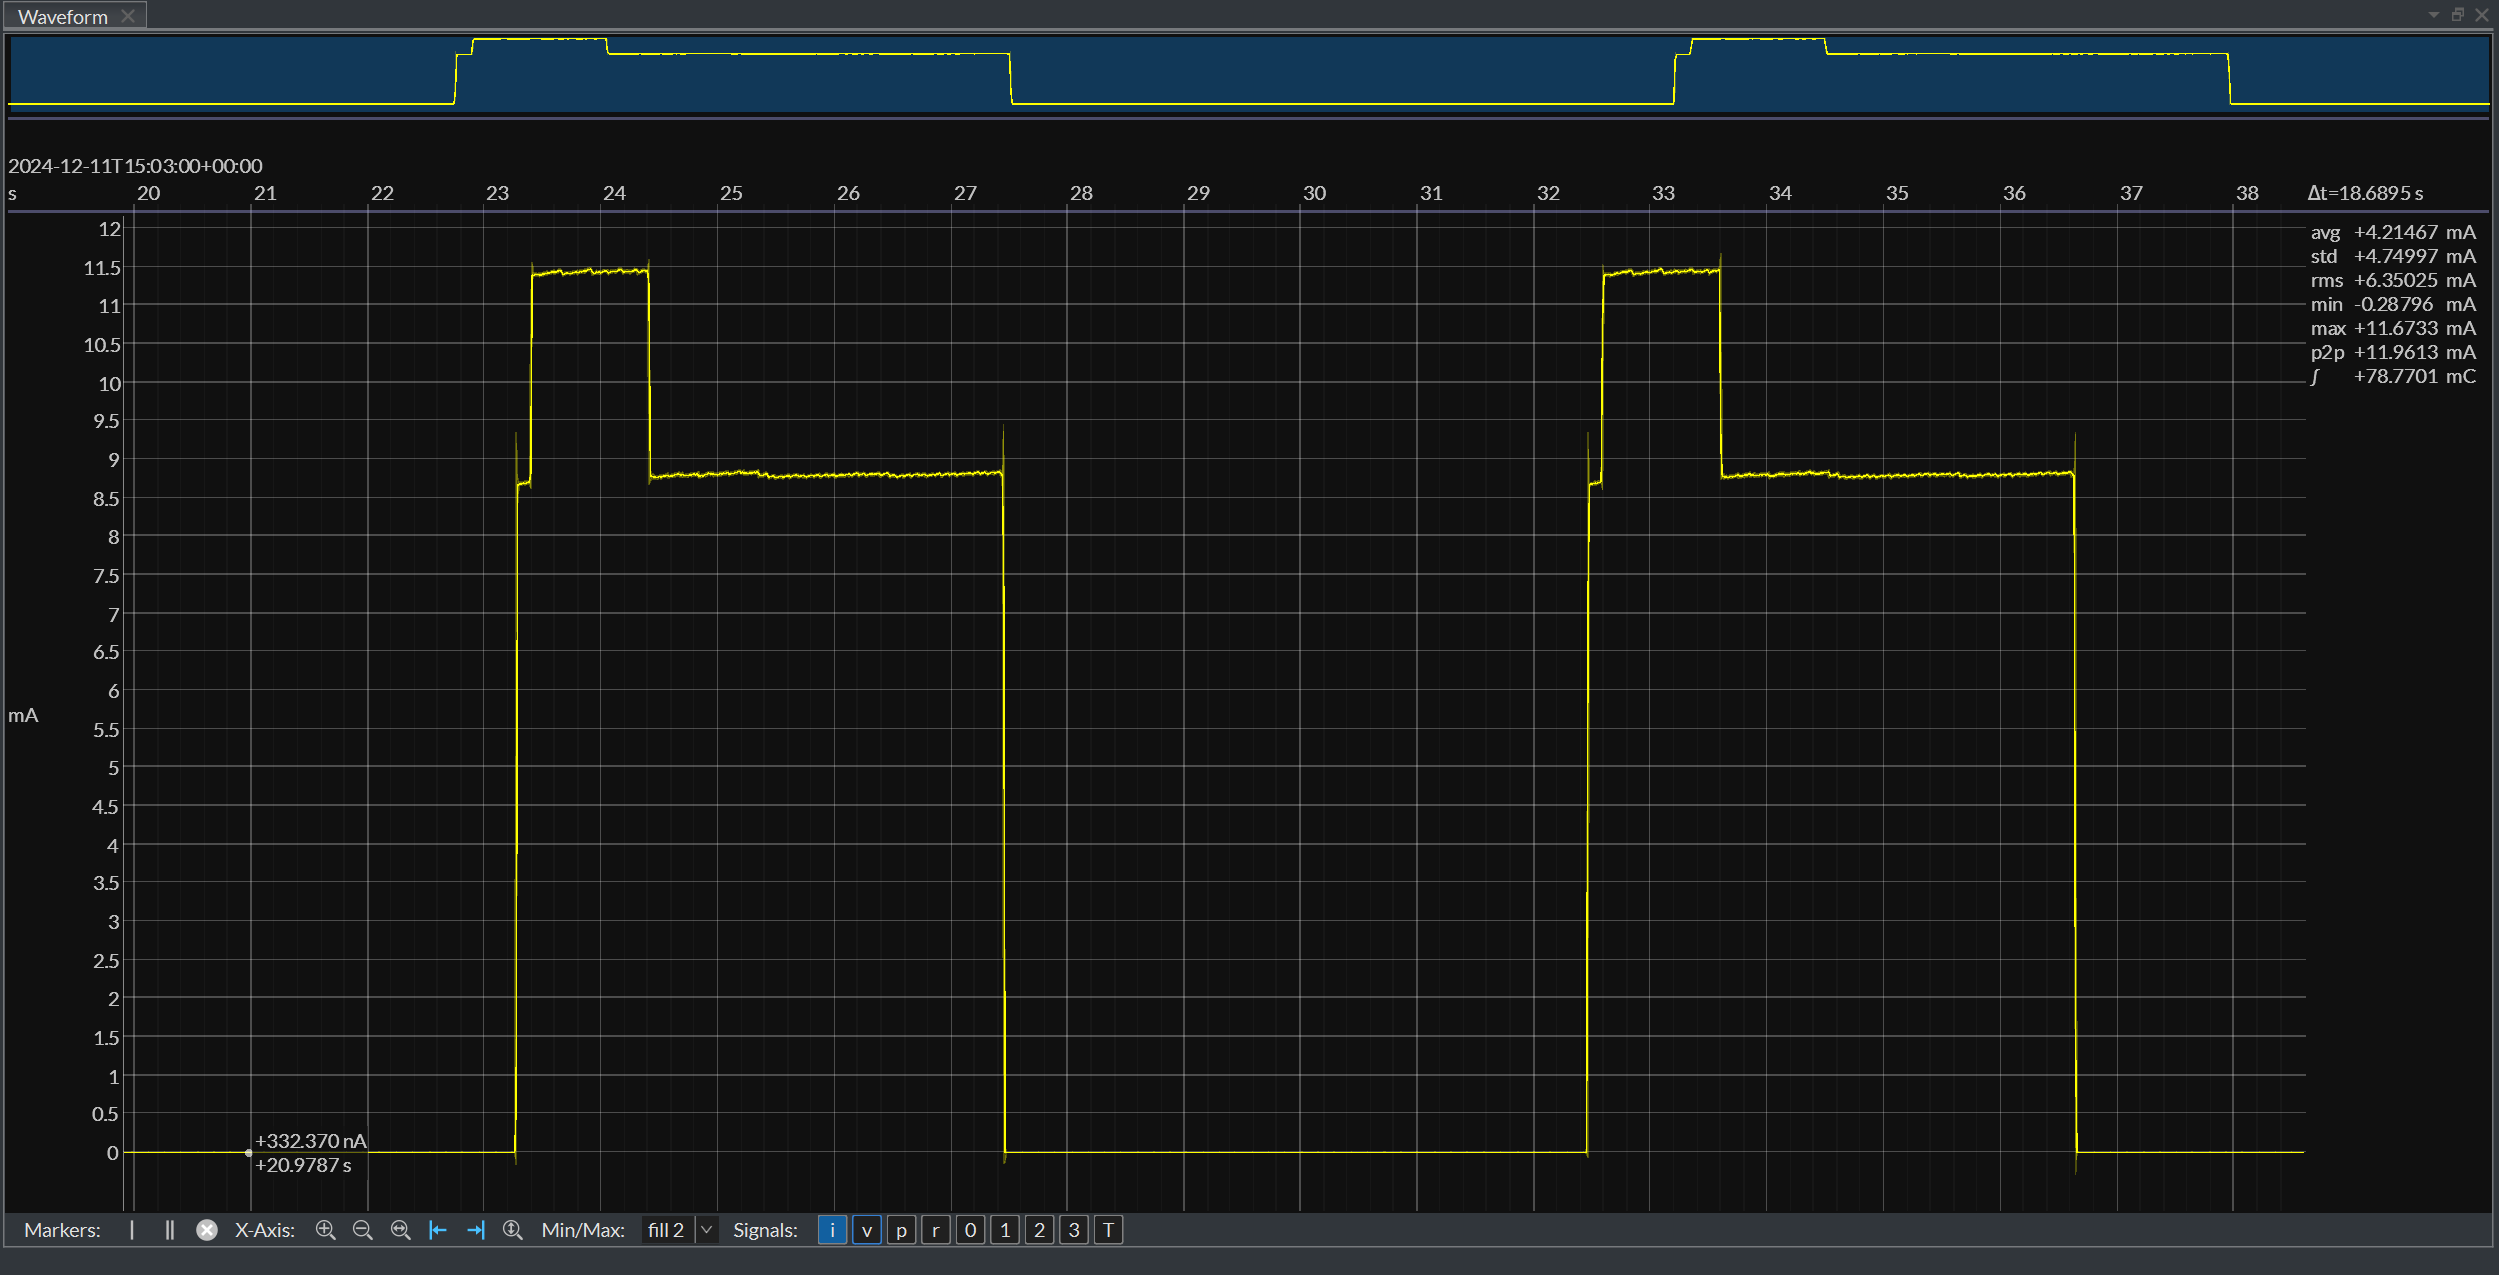 Waveform
2024-12-11T15:03:00+00:00
s 20 21 22 23 24 25 26 27 28 29 30 31 32 33 34 35 36 37 38 Δt=18.6895 s
12
11.5
11
10.5
10
9.5
9
8.5
8
7.5
7
6.5
6
5.5
5
4.5
4
3.5
3
2.5
2
1.5
1
0.5
0
mA
avg +4.21467 mA
std +4.74997 mA
rms +6.35025 mA
min -0.28796 mA
max +11.6733 mA
p2p +11.9613 mA
∫ +78.7701 mC
+332.370 nA
+20.9787 s
Markers: X-Axis: Min/Max: fill 2 Signals: i v p r 0 1 2 3 T